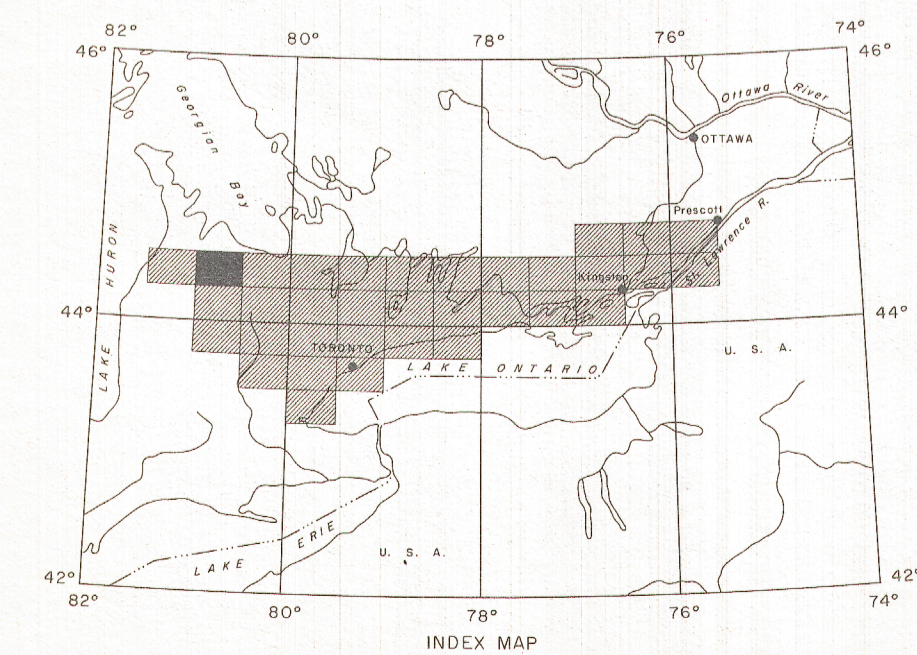 82° 80° 78° 76° 74°
46° 46°
Georgian Bay
Ottawa River
OTTAWA
Prescott
St. Lawrence R.
Kingston
LAKE HURON
44° 44°
TORONTO
LAKE ONTARIO
U. S. A.
LAKE ERIE
U. S. A.
42° 42°
82° 80° 78° 76° 74°
INDEX MAP